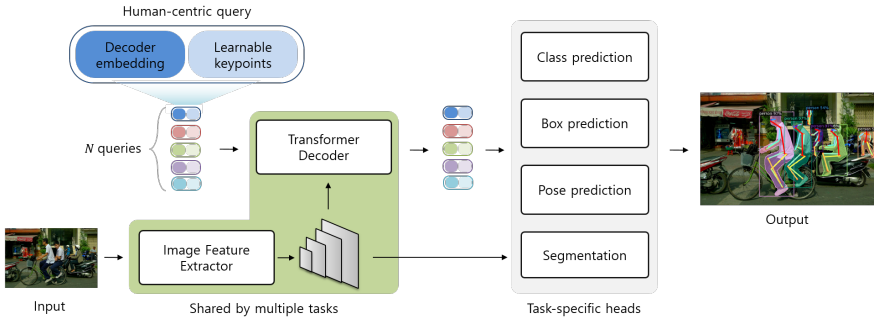 Human-centric query
Decoder
embedding
Learnable
keypoints
N queries
Transformer
Decoder
Image Feature
Extractor
Input
Shared by multiple tasks
Class prediction
Box prediction
Pose prediction
Segmentation
Task-specific heads
Output